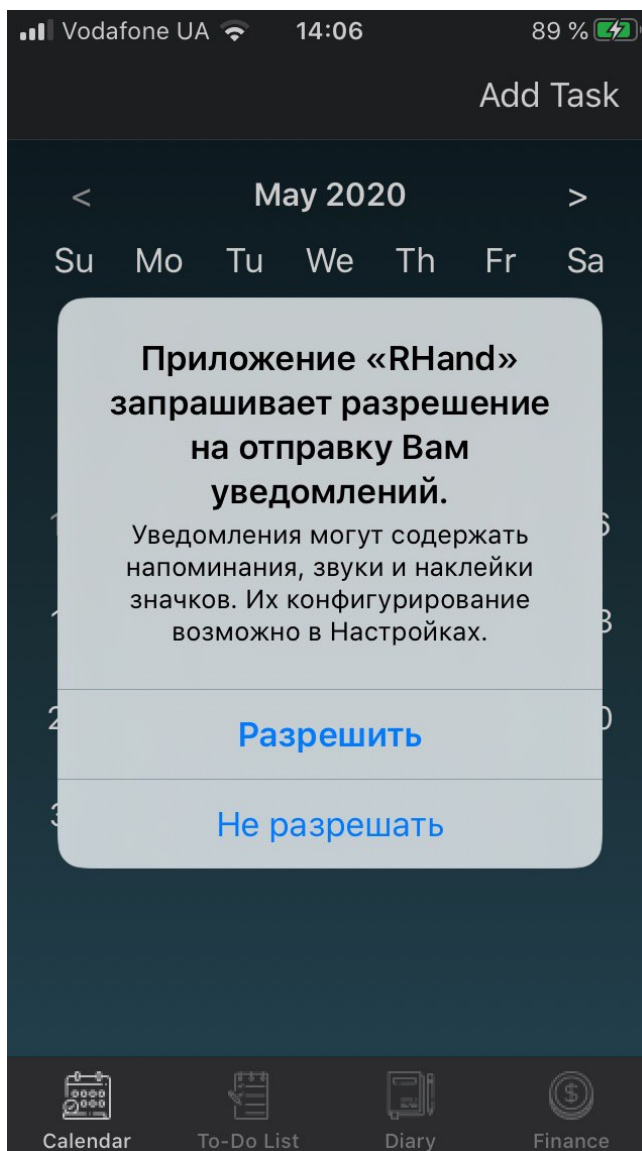 Vodafone UA 14:06 89 %
Add Task
< May 2020 >
Su Mo Tu We Th Fr Sa
Приложение «RHand»
запрашивает разрешение
на отправку Вам
уведомлений.
Уведомления могут содержать
напоминания, звуки и наклейки
значков. Их конфигурирование
возможно в Настройках.
Разрешить
Не разрешать
Calendar To-Do List Diary Finance